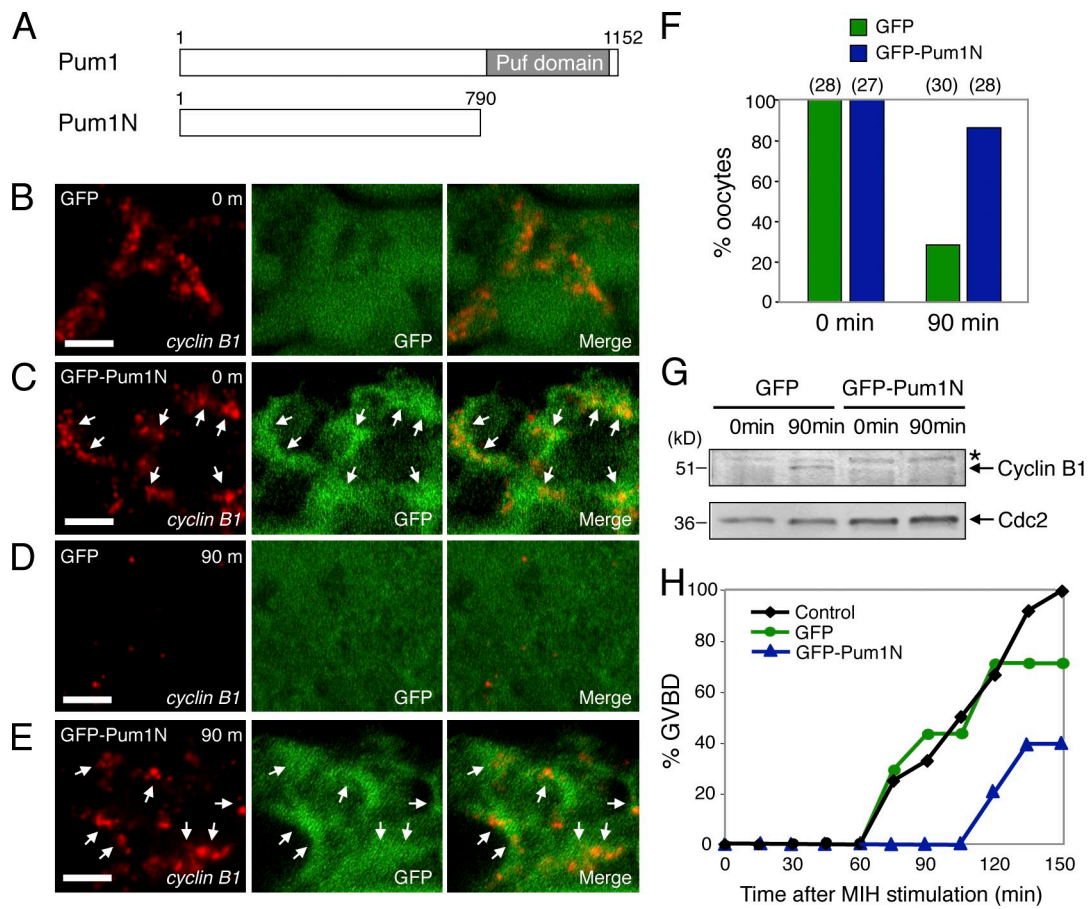 A
1
1152
Pum1
Puf domain
1
790
Pum1N
B
GFP
0 m
cyclin B1
GFP
Merge
C
GFP-Pum1N
0 m
cyclin B1
GFP
Merge
D
GFP
90 m
cyclin B1
GFP
Merge
E
GFP-Pum1N
90 m
cyclin B1
GFP
Merge
F
GFP
GFP-Pum1N
(28) (27) (30) (28)
100
80
60
40
20
0
% oocytes
0 min
90 min
G
GFP
GFP-Pum1N
0min 90min 0min 90min
(kD)
51
*
Cyclin B1
36
Cdc2
H
100
80
60
40
20
0
% GVBD
Control
GFP
GFP-Pum1N
0 30 60 90 120 150
Time after MIH stimulation (min)